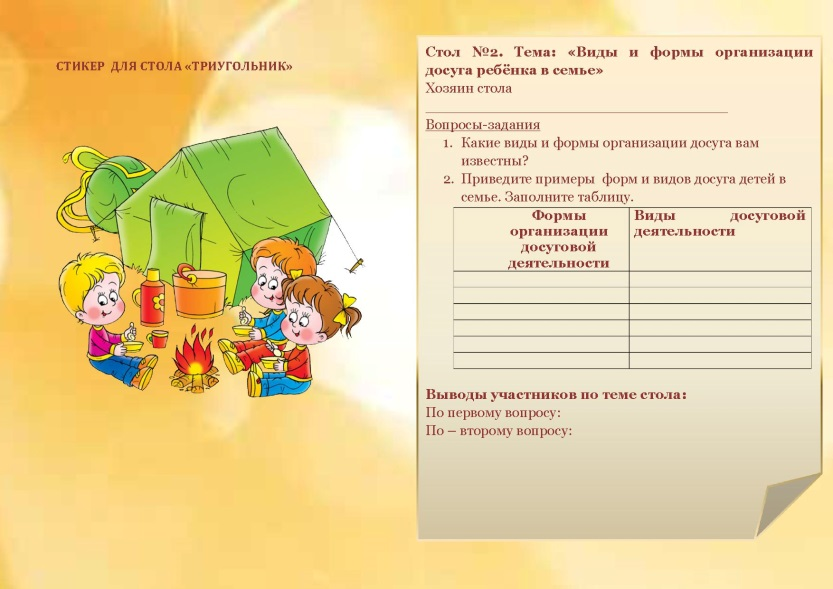 СТИКЕР ДЛЯ СТОЛА «ТРИУГОЛЬНИК»
Стол №2. Тема: «Виды и формы организации
досуга ребёнка в семье»
Хозяин стола
Вопросы-задания
1. Какие виды и формы организации досуга вам
известны?
2. Приведите примеры форм и видов досуга детей в
семье. Заполните таблицу.
Формы
организации
досуговой
деятельности
Виды досуговой
деятельности
Выводы участников по теме стола:
По первому вопросу:
По – второму вопросу: